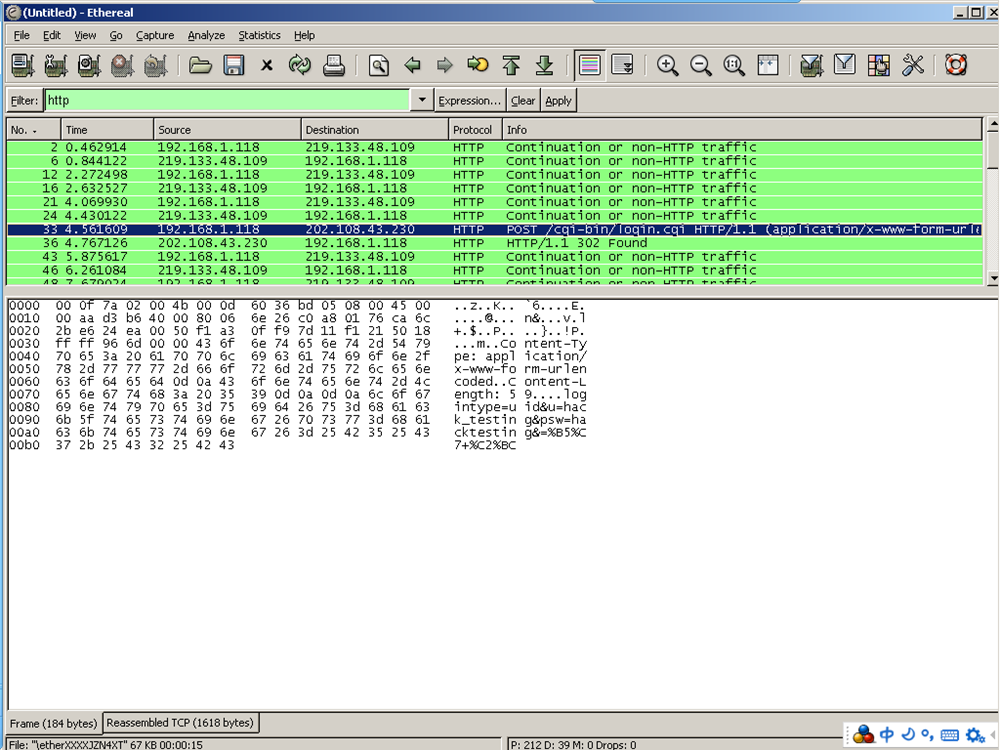 (Untitled) - Ethereal
File Edit View Go Capture Analyze Statistics Help
Filter: http Expression... Clear Apply
No. . Time Source Destination Protocol Info
2 0.462914 192.168.1.118 219.133.48.109 HTTP Continuation or non-HTTP traffic
6 0.844122 219.133.48.109 192.168.1.118 HTTP Continuation or non-HTTP traffic
12 2.272498 192.168.1.118 219.133.48.109 HTTP Continuation or non-HTTP traffic
16 2.632527 219.133.48.109 192.168.1.118 HTTP Continuation or non-HTTP traffic
21 4.069930 192.168.1.118 219.133.48.109 HTTP Continuation or non-HTTP traffic
24 4.430122 219.133.48.109 192.168.1.118 HTTP Continuation or non-HTTP traffic
33 4.561609 192.168.1.118 202.108.43.230 HTTP POST /cgi-bin/login.cgi HTTP/1.1 (application/x-www-form-urle
36 4.767126 202.108.43.230 192.168.1.118 HTTP HTTP/1.1 302 Found
43 5.875617 192.168.1.118 219.133.48.109 HTTP Continuation or non-HTTP traffic
46 6.261084 219.133.48.109 192.168.1.118 HTTP Continuation or non-HTTP traffic
48 7.679024 192.168.1.118 219.133.48.109 HTTP Continuation or non-HTTP traffic
0000 00 0f 7a 02 00 4b 00 0d 60 36 bd 05 08 00 45 00 ..z..K.. `6....E.
0010 00 aa d3 b6 40 00 80 06 6e 26 c0 a8 01 76 ca 6c ....@... n&...v.l
0020 2b e6 24 ea 00 50 f1 a3 0f f9 7d 11 f1 21 50 18 +.$..P.. ..}..!P.
0030 ff ff 96 6d 00 00 43 6f 6e 74 65 6e 74 2d 54 79 ...m..Co ntent-Ty
0040 70 65 3a 20 61 70 70 6c 69 63 61 74 69 6f 6e 2f pe: appl ication/
0050 78 2d 77 77 77 2d 66 6f 72 6d 2d 75 72 6c 65 6e x-www-fo rm-urlen
0060 63 6f 64 65 64 0d 0a 43 6f 6e 74 65 6e 74 2d 4c coded..C ontent-L
0070 65 6e 67 74 68 3a 20 35 39 0d 0a 0d 0a 6c 6f 67 ength: 5 9....log
0080 69 6e 74 79 70 65 3d 75 69 64 26 75 3d 68 61 63 intype=u id&u=hac
0090 6b 5f 74 65 73 74 69 6e 67 26 70 73 77 3d 68 61 k_testin g&psw=ha
00a0 63 6b 74 65 73 74 69 6e 67 26 3d 25 42 35 25 43 cktestin g&=%B5%C
00b0 37 2b 25 43 32 25 42 43 7+%C2%BC
Frame (184 bytes) Reassembled TCP (1618 bytes)
File: "\etherXXXXJZN4XT" 67 KB 00:00:15 P: 212 D: 39 M: 0 Drops: 0
中